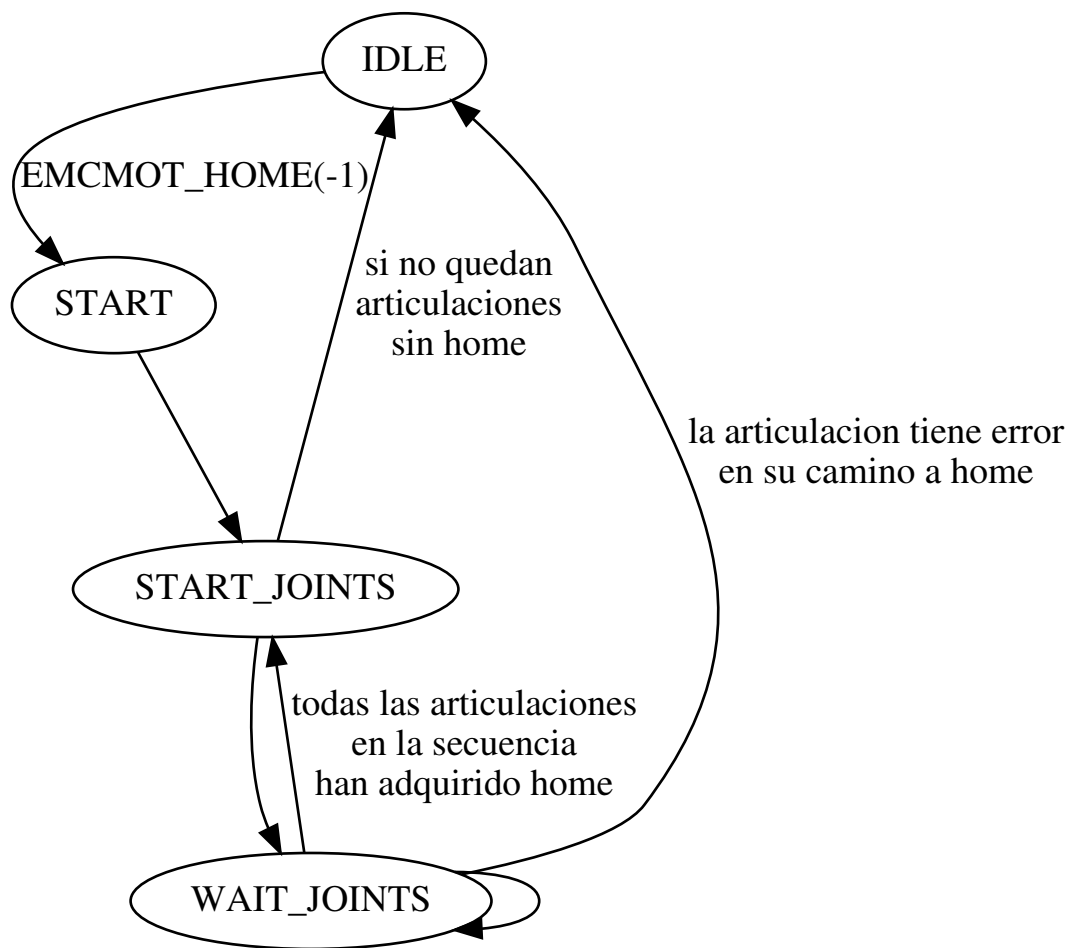 IDLE
EMCMOT_HOME(-1)
START
si no quedan
articulaciones
sin home
la articulacion tiene error
en su camino a home
START_JOINTS
todas las articulaciones
en la secuencia
han adquirido home
WAIT_JOINTS